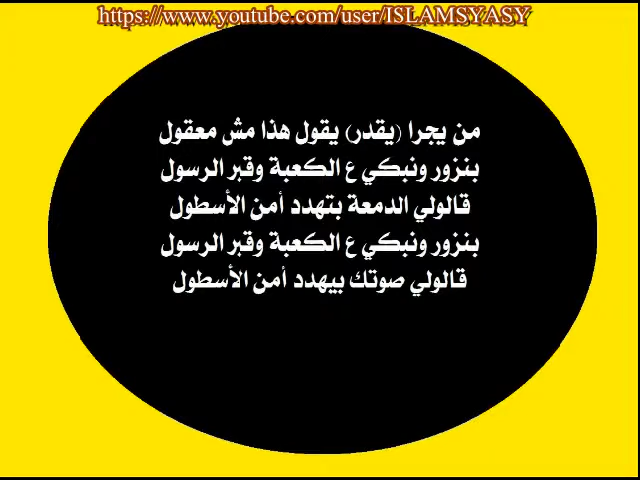 https://www.youtube.com/user/ISLAMSYASY
من يجرا (يقدر) يقول هذا مش معقول
بنزور ونبكي ع الكعبة وقبر الرسول
قالولي الدمعة بتهدد أمن الأسطول
بنزور ونبكي ع الكعبة وقبر الرسول
قالولي صوتك بيهدد أمن الأسطول